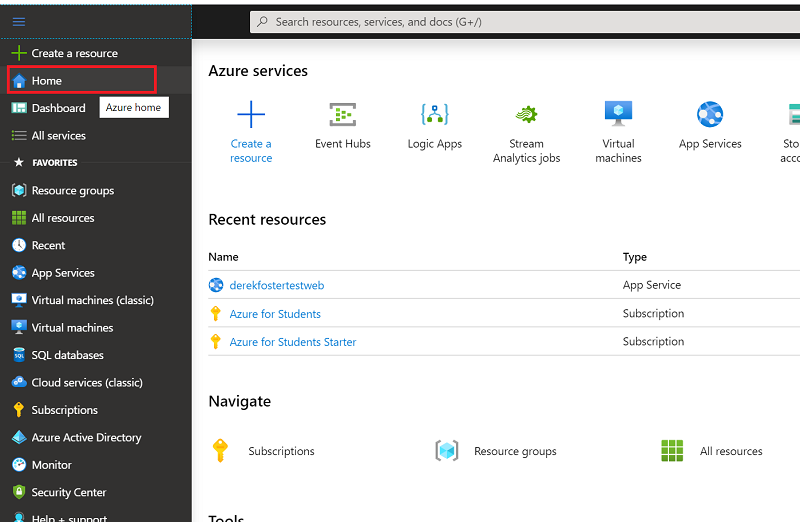 Search resources, services, and docs (G+/)
Create a resource
Home
Dashboard
Azure home
All services
FAVORITES
Resource groups
All resources
Recent
App Services
Virtual machines (classic)
Virtual machines
SQL databases
Cloud services (classic)
Subscriptions
Azure Active Directory
Monitor
Security Center
Help + support
Azure services
Create a
resource
Event Hubs
Logic Apps
Stream
Analytics jobs
Virtual
machines
App Services
Sto
acco
Recent resources
Name Type
derekfostertestweb App Service
Azure for Students Subscription
Azure for Students Starter Subscription
Navigate
Subscriptions Resource groups All resources
Tools